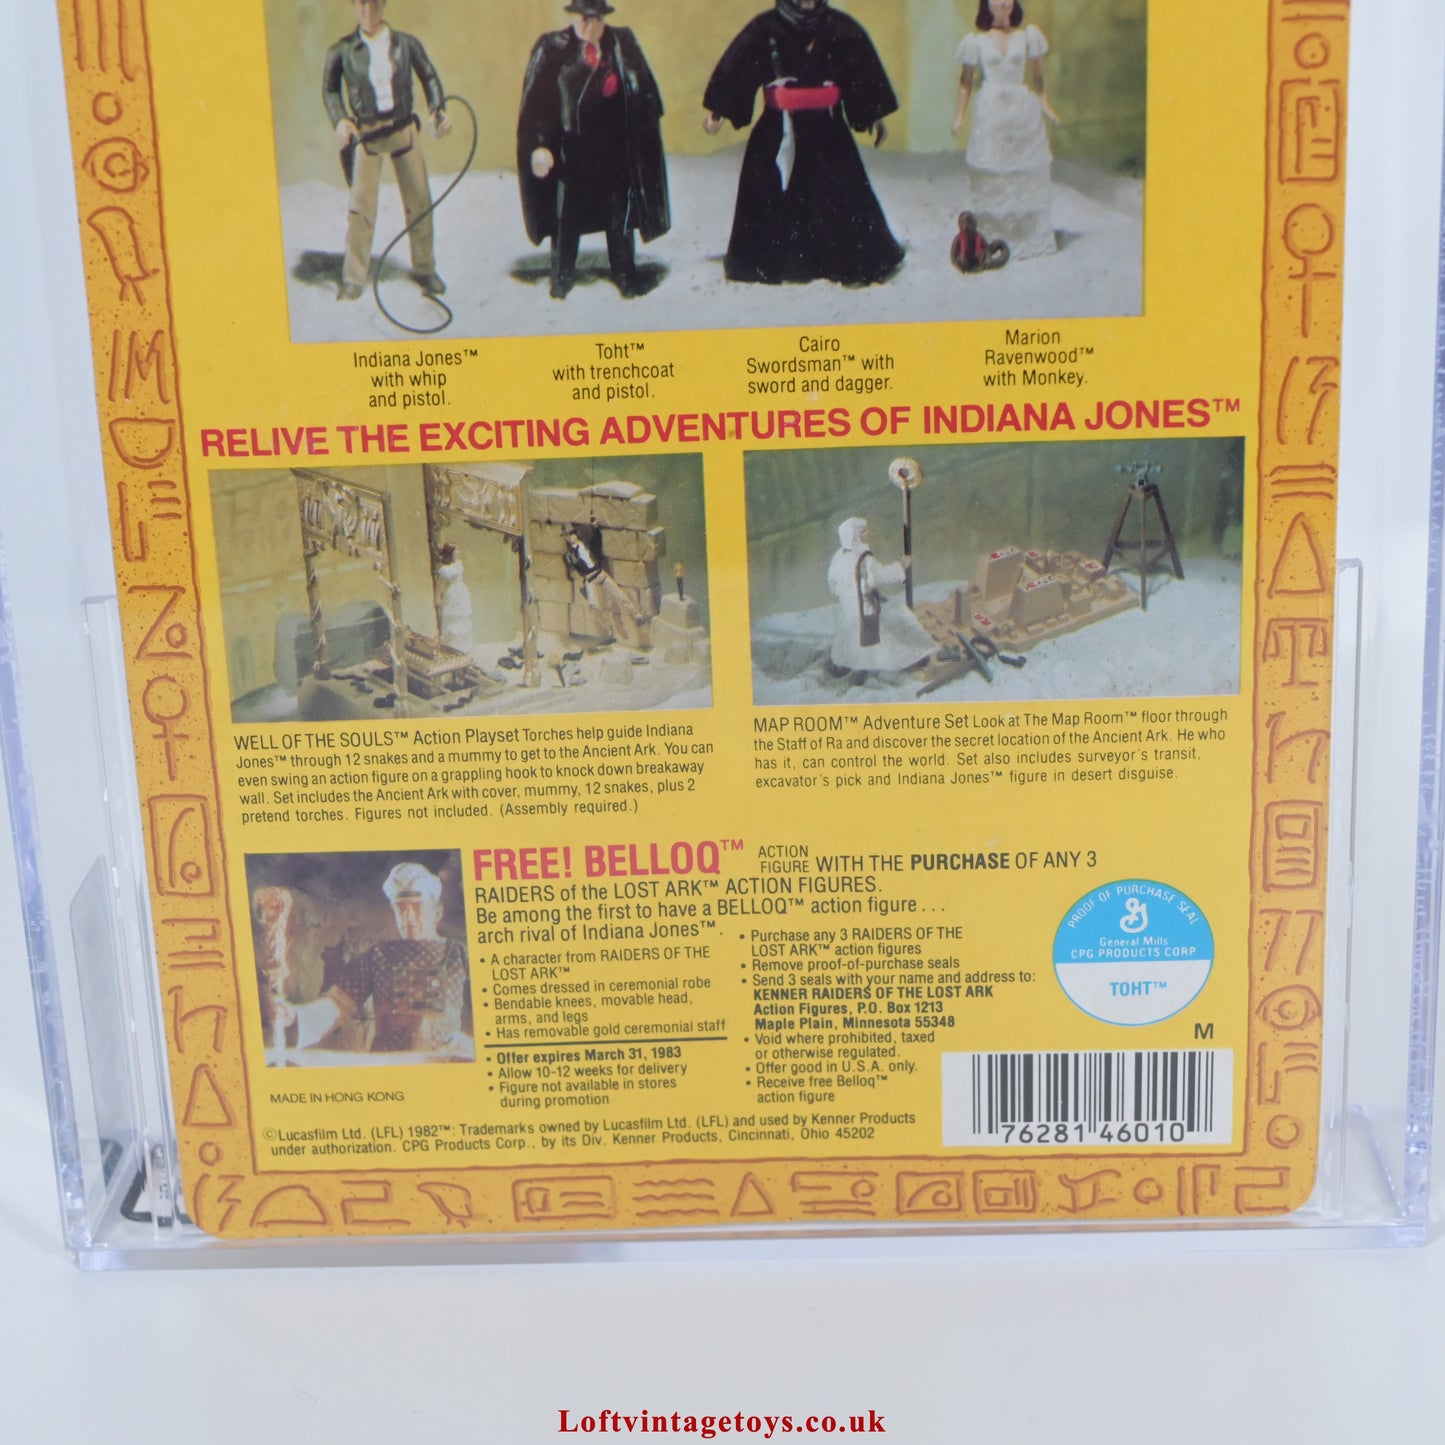 Indiana Jones™
with whip
and pistol.
Toht™
with trenchcoat
and pistol.
Cairo
Swordsman™ with
sword and dagger.
Marion
Ravenwood™
with Monkey.
RELIVE THE EXCITING ADVENTURES OF INDIANA JONES™
WELL OF THE SOULS™ Action Playset Torches help guide Indiana
Jones™ through 12 snakes and a mummy to get to the Ancient Ark. You can
even swing an action figure on a grappling hook to knock down breakaway
wall. Set includes the Ancient Ark with cover, mummy, 12 snakes, plus 2
pretend torches. Figures not included. (Assembly required.)
MAP ROOM™ Adventure Set Look at The Map Room™ floor through
the Staff of Ra and discover the secret location of the Ancient Ark. He who
has it, can control the world. Set also includes surveyor's transit,
excavator's pick and Indiana Jones™ figure in desert disguise.
FREE! BELLOQ™ ACTION FIGURE WITH THE PURCHASE OF ANY 3
RAIDERS of the LOST ARK™ ACTION FIGURES.
Be among the first to have a BELLOQ™ action figure . . .
arch rival of Indiana Jones™.
• A character from RAIDERS OF THE
LOST ARK™
• Comes dressed in ceremonial robe
• Bendable knees, movable head,
arms, and legs
• Has removable gold ceremonial staff
• Offer expires March 31, 1983
• Allow 10-12 weeks for delivery
• Figure not available in stores
during promotion
• Purchase any 3 RAIDERS OF THE
LOST ARK™ action figures
• Remove proof-of-purchase seals
• Send 3 seals with your name and address to:
KENNER RAIDERS OF THE LOST ARK
Action Figures, P.O. Box 1213
Maple Plain, Minnesota 55348
• Void where prohibited, taxed
or otherwise regulated.
• Offer good in U.S.A. only.
• Receive free Belloq™
action figure
PROOF OF PURCHASE SEAL
G
General Mills
CPG PRODUCTS CORP
TOHT™
M
MADE IN HONG KONG
©Lucasfilm Ltd. (LFL) 1982™: Trademarks owned by Lucasfilm Ltd. (LFL) and used by Kenner Products
under authorization. CPG Products Corp., by its Div. Kenner Products, Cincinnati, Ohio 45202
76281 46010
Loftvintagetoys.co.uk